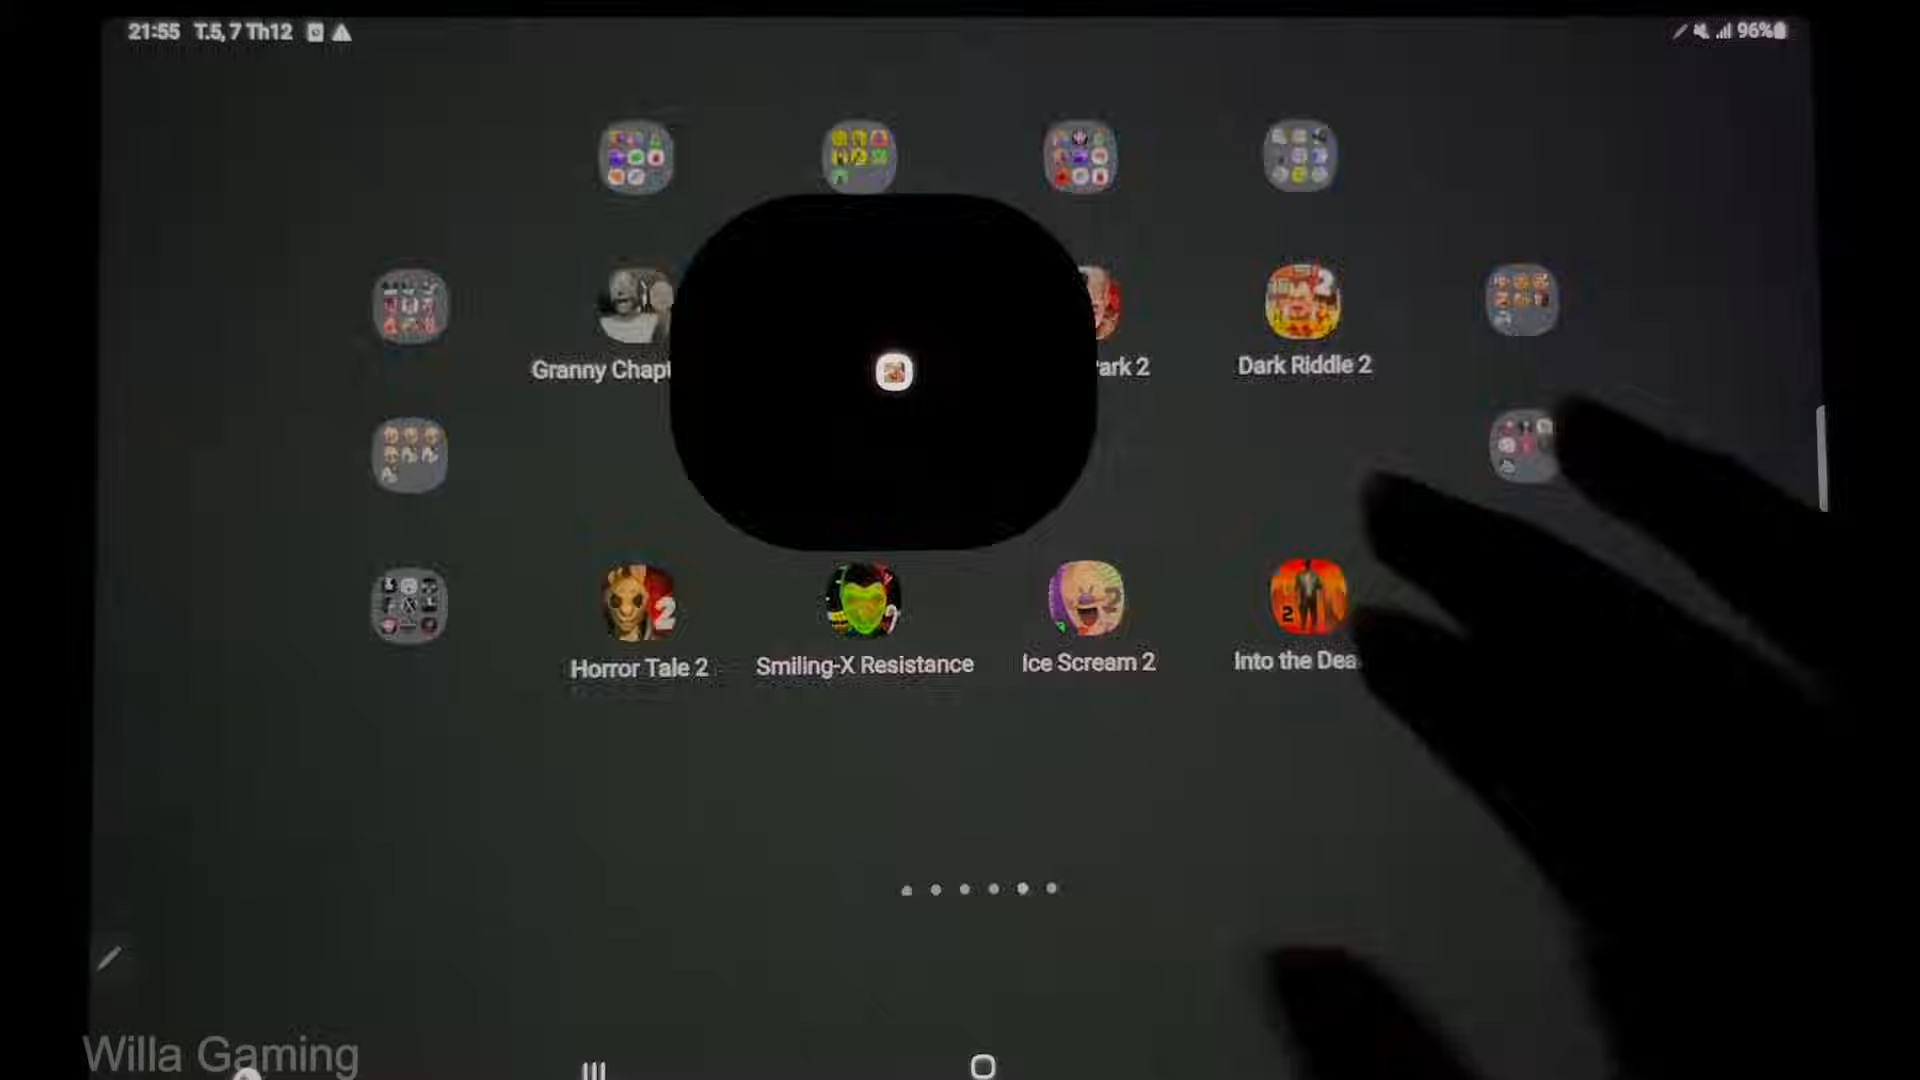 21:55 T.5, 7 Th12
96%
Granny Chapt
ark 2
Dark Riddle 2
Horror Tale 2
Smiling-X Resistance
Ice Scream 2
Into the Dea
Willa Gaming